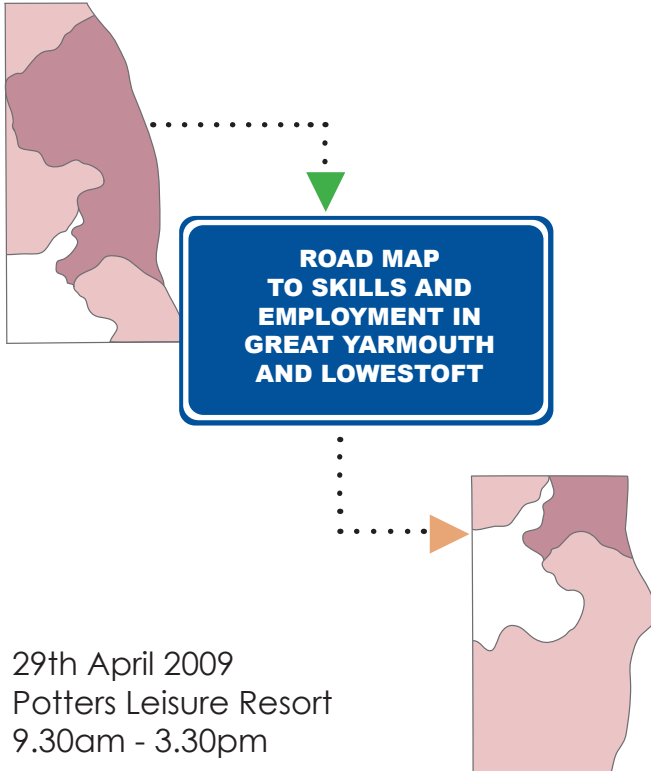 ROAD MAP
TO SKILLS AND
EMPLOYMENT IN
GREAT YARMOUTH
AND LOWESTOFT
29th April 2009
Potters Leisure Resort
9.30am - 3.30pm